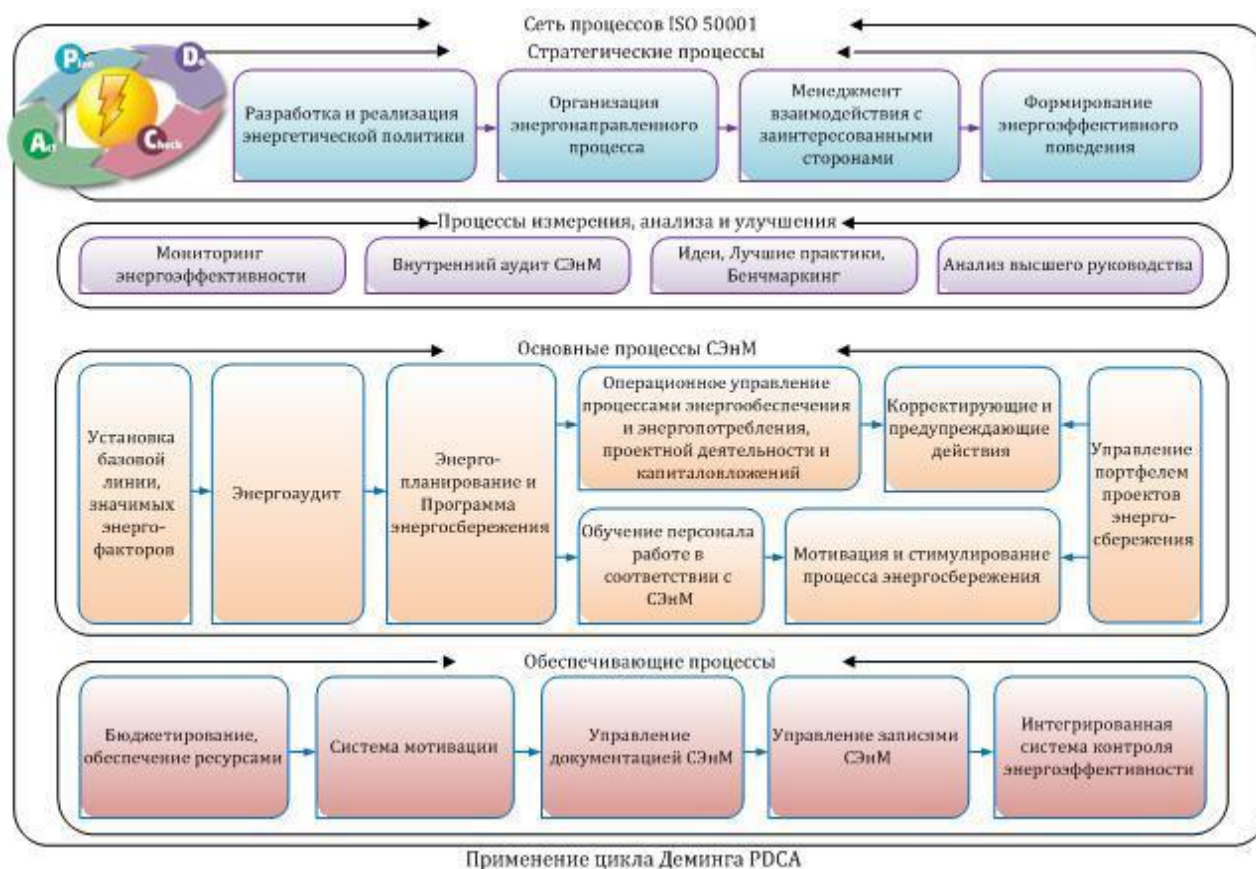 Сеть процессов ISO 50001
Стратегические процессы
Plan
Do
Act
Check
Разработка и реализация
энергетической политики
Организация
энергонаправленного
процесса
Менеджмент
взаимодействия с
заинтересованными
сторонами
Формирование
энергоэффективного
поведения
Процессы измерения, анализа и улучшения
Мониторинг
энергоэффективности
Внутренний аудит СЭнМ
Идеи, Лучшие практики,
Бенчмаркинг
Анализ высшего руководства
Основные процессы СЭнМ
Установка
базовой
линии,
значимых
энерго-
факторов
Энергоаудит
Энерго-
планирование и
Программа
энергосбережения
Операционное управление
процессами энергообеспечения
и энергопотребления,
проектной деятельности и
капиталовложений
Корректирующие и
предупреждающие
действия
Обучение персонала
работе в
соответствии с
СЭнМ
Мотивация и стимулирование
процесса энергосбережения
Управление
портфелем
проектов
энерго-
сбережения
Обеспечивающие процессы
Бюджетирование,
обеспечение ресурсами
Система мотивации
Управление
документацией СЭнМ
Управление записями
СЭнМ
Интегрированная
система контроля
энергоэффективности
Применение цикла Деминга PDCA